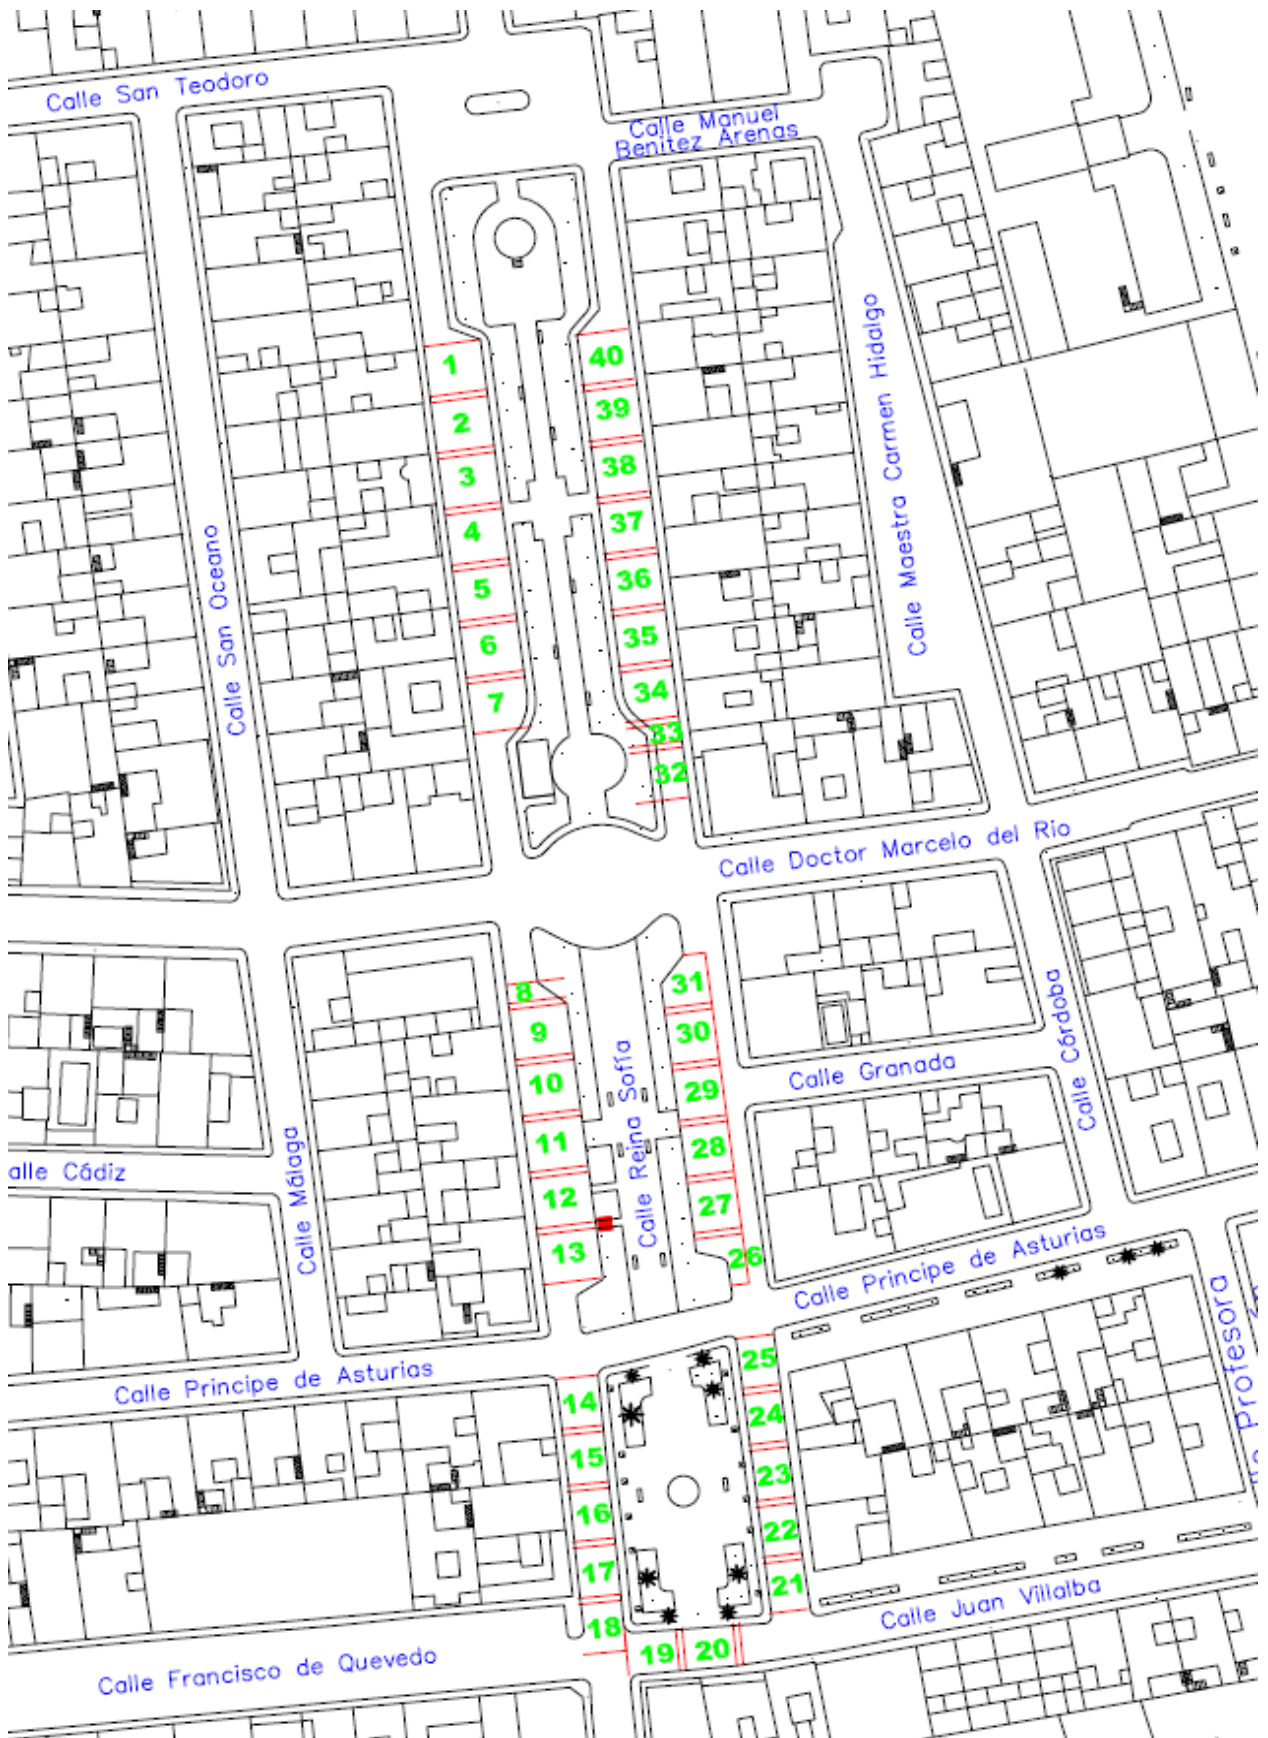 Calle San Teodoro
Calle Manuel
Benitez Arenas
1
40
2
39
3
38
4
37
5
36
6
35
7
34
33
32
Calle San Oceano
Calle Maestra Carmen Hidalgo
Calle Doctor Marcelo del Rio
8
31
9
30
10
29
11
28
12
27
13
26
Calle Reina Sofía
Calle Granada
Calle Córdoba
alle Cádiz
Calle Málaga
Calle Principe de Asturias
Calle Principe de Asturias
Profesora
14
25
15
24
16
23
17
22
18
21
19
20
Calle Juan Villalba
Calle Francisco de Quevedo